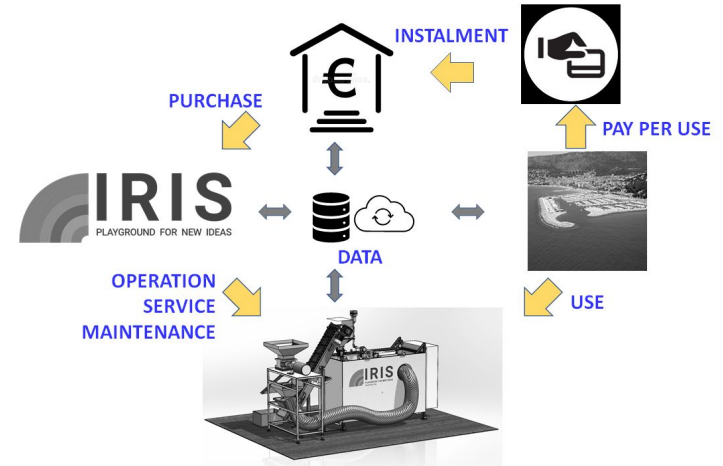 INSTALMENT
€
PURCHASE
PAY PER USE
IRIS
PLAYGROUND FOR NEW IDEAS
DATA
OPERATION
SERVICE
MAINTENANCE
USE
IRIS